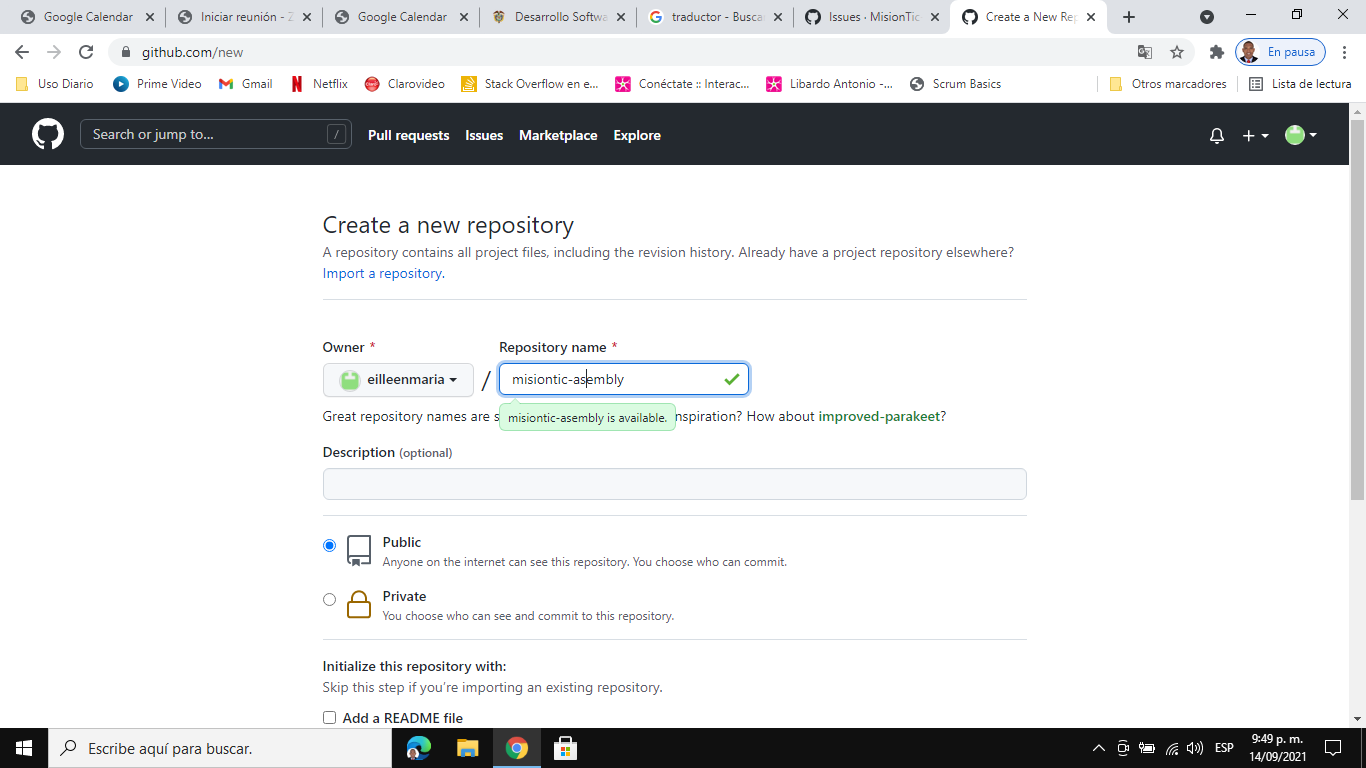 Google Calendar
Iniciar reunión - Z
Google Calendar
Desarrollo Softwa
traductor - Busca
Issues · MisionTic
Create a New Rep
github.com/new
En pausa
Uso Diario
Prime Video
Gmail
Netflix
Clarovideo
Stack Overflow en e...
Conéctate :: Interac...
Libardo Antonio -...
Scrum Basics
Otros marcadores
Lista de lectura
Search or jump to...
/
Pull requests
Issues
Marketplace
Explore
Create a new repository
A repository contains all project files, including the revision history. Already have a project repository elsewhere?
Import a repository.
Owner *
Repository name *
eilleenmaria
/
misiontic-asembly
Great repository names are s
misiontic-asembly is available.
nspiration? How about improved-parakeet?
Description (optional)
Public
Anyone on the internet can see this repository. You choose who can commit.
Private
You choose who can see and commit to this repository.
Initialize this repository with:
Skip this step if you're importing an existing repository.
Add a README file
Escribe aquí para buscar.
ESP
9:49 p. m.
14/09/2021